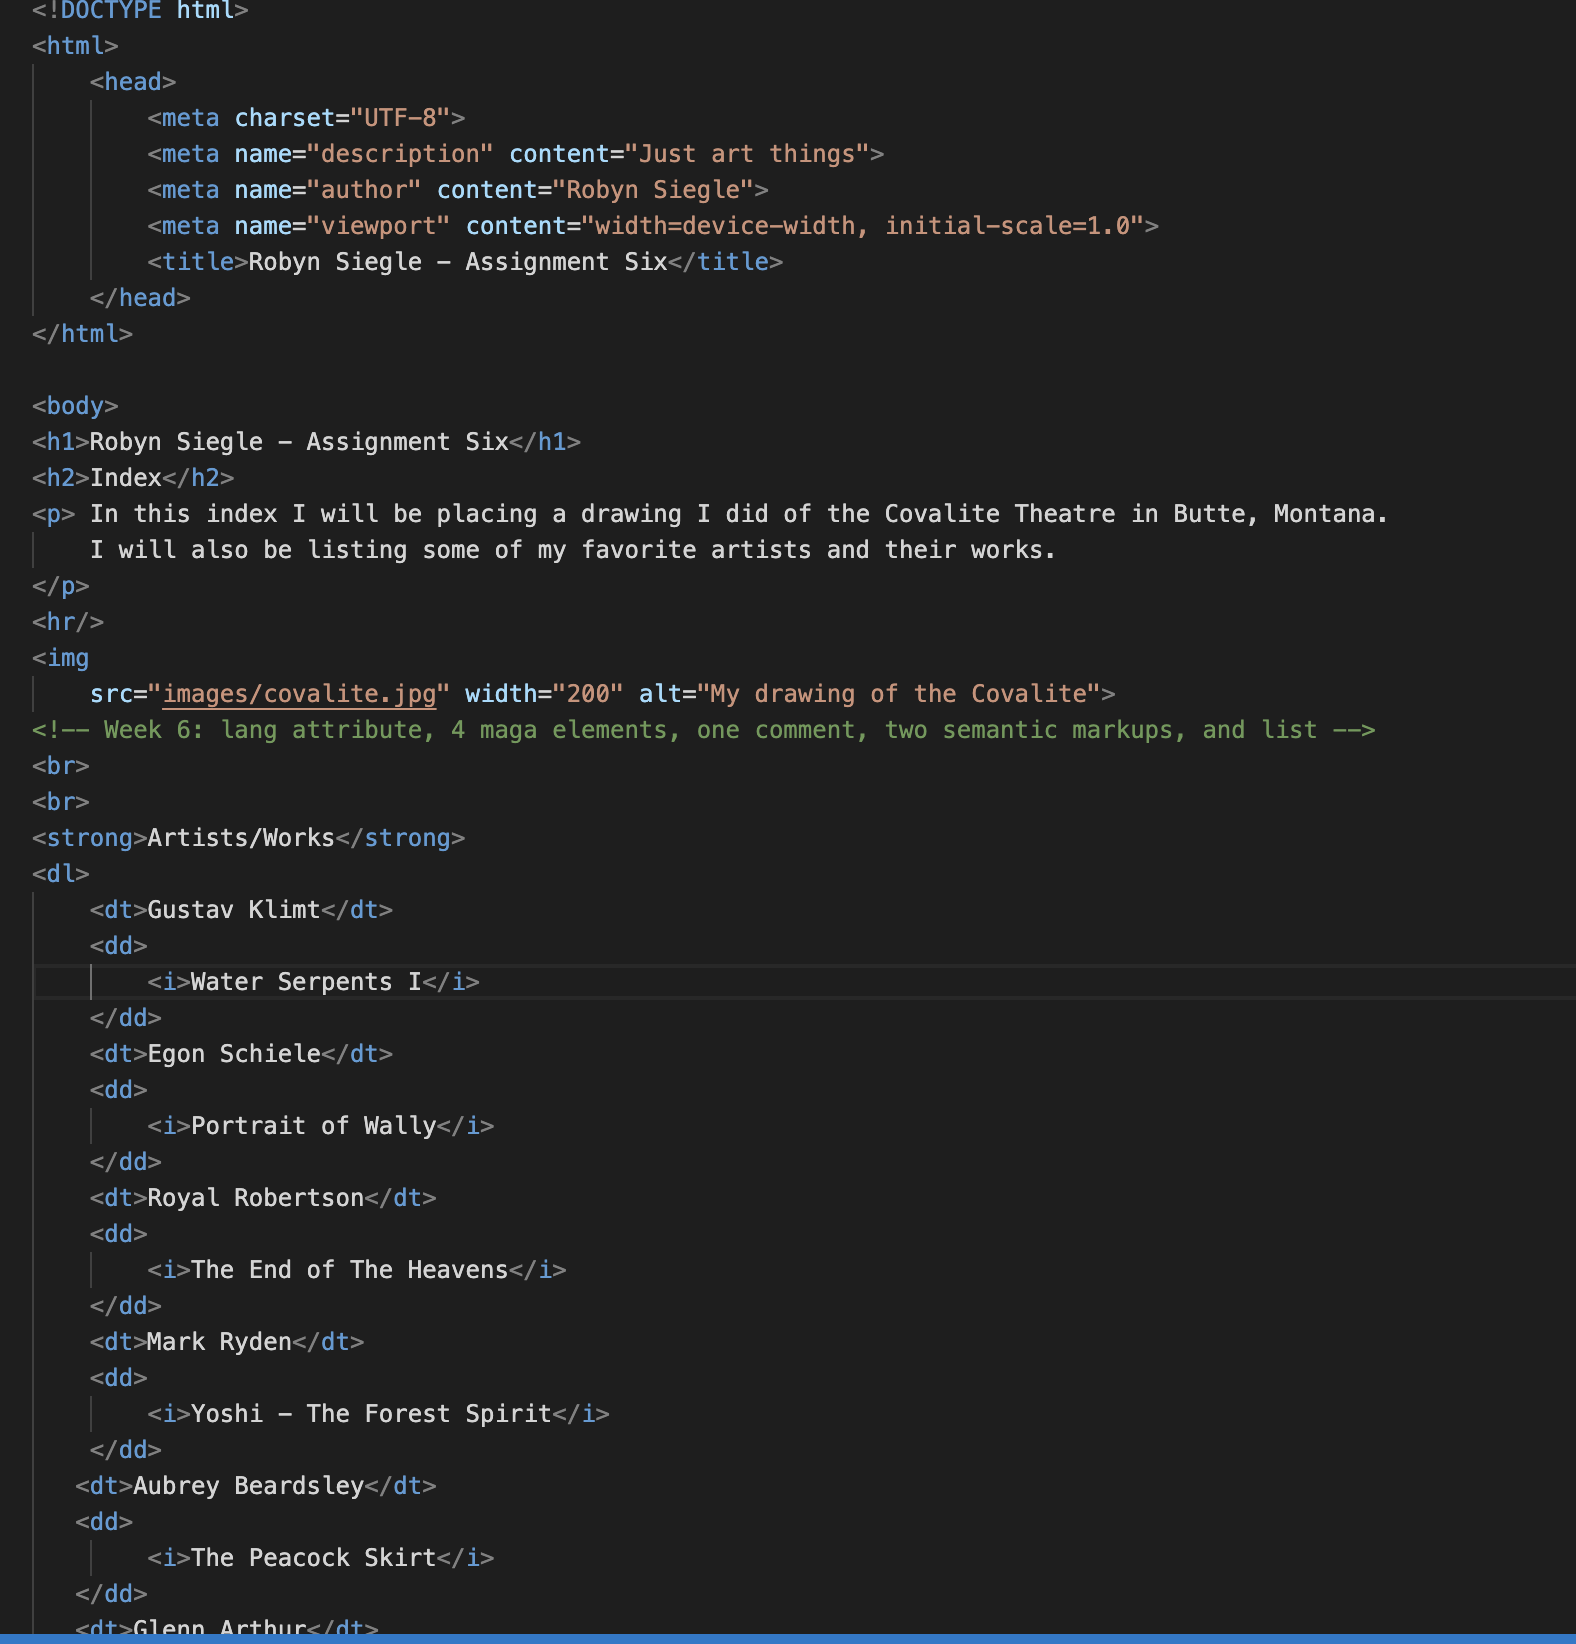 <!DOCTYPE html>
<html>
    <head>
        <meta charset="UTF-8">
        <meta name="description" content="Just art things">
        <meta name="author" content="Robyn Siegle">
        <meta name="viewport" content="width=device-width, initial-scale=1.0">
        <title>Robyn Siegle - Assignment Six</title>
    </head>
</html>

<body>
<h1>Robyn Siegle - Assignment Six</h1>
<h2>Index</h2>
<p> In this index I will be placing a drawing I did of the Covalite Theatre in Butte, Montana.
    I will also be listing some of my favorite artists and their works.
</p>
<hr/>
<img
    src="images/covalite.jpg" width="200" alt="My drawing of the Covalite">
<!-- Week 6: lang attribute, 4 maga elements, one comment, two semantic markups, and list -->
<br>
<br>
<strong>Artists/Works</strong>
<dl>
    <dt>Gustav Klimt</dt>
    <dd>
        <i>Water Serpents I</i>
    </dd>
    <dt>Egon Schiele</dt>
    <dd>
        <i>Portrait of Wally</i>
    </dd>
    <dt>Royal Robertson</dt>
    <dd>
        <i>The End of The Heavens</i>
    </dd>
    <dt>Mark Ryden</dt>
    <dd>
        <i>Yoshi - The Forest Spirit</i>
    </dd>
   <dt>Aubrey Beardsley</dt>
   <dd>
        <i>The Peacock Skirt</i>
   </dd>
   <dt>Glenn Arthur</dt>